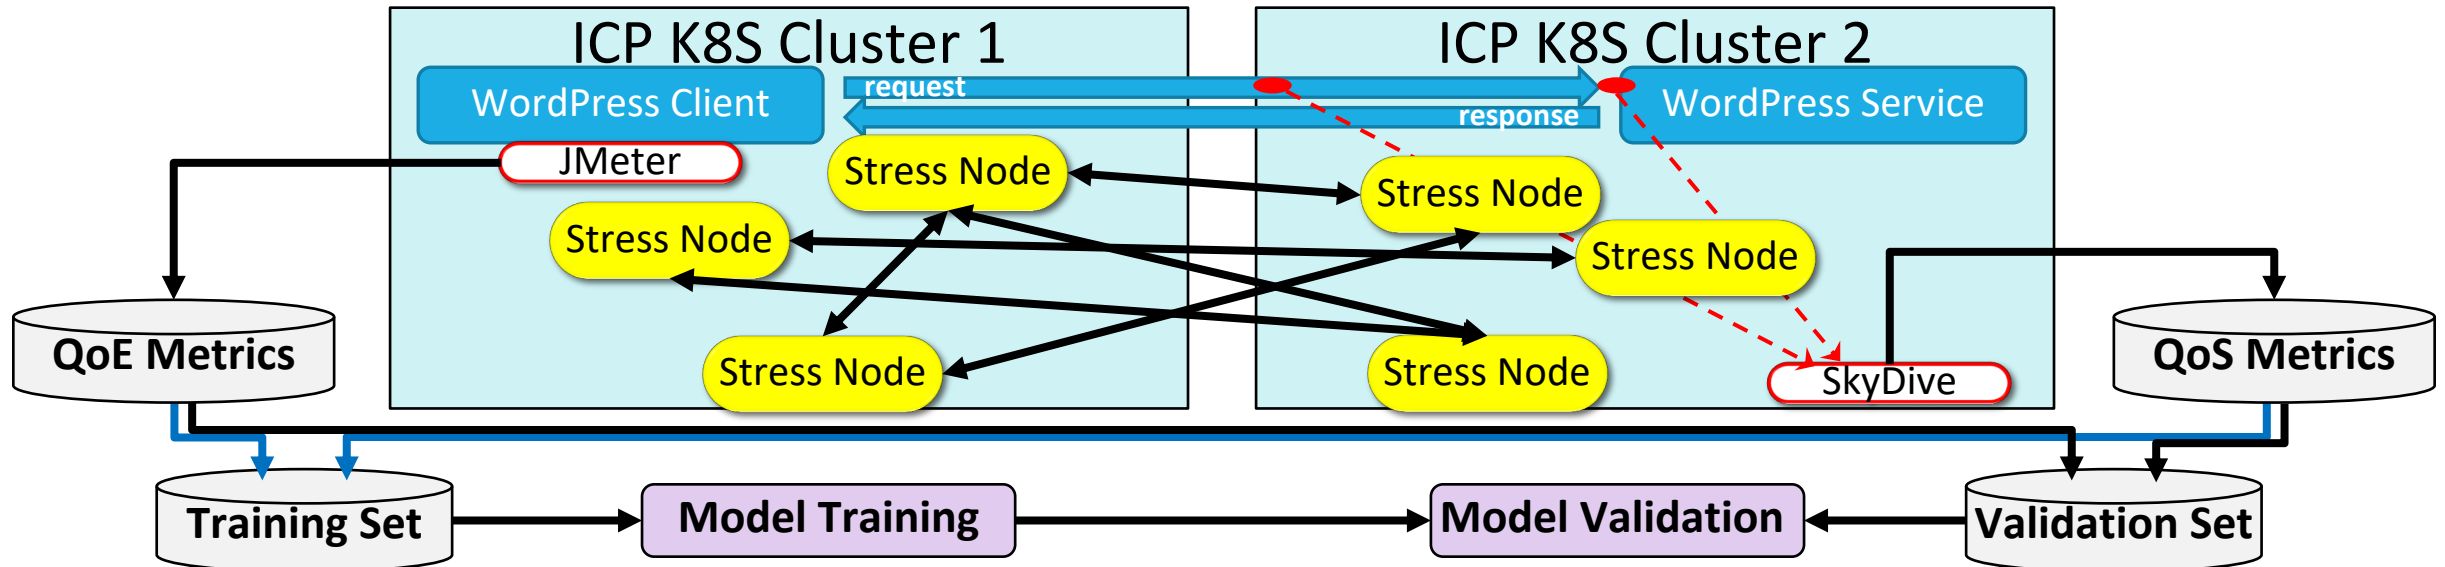 ICP K8S Cluster 1
ICP K8S Cluster 2
WordPress Client
request
response
WordPress Service
JMeter
Stress Node
Stress Node
Stress Node
Stress Node
Stress Node
Stress Node
SkyDive
QoE Metrics
QoS Metrics
Training Set
Model Training
Model Validation
Validation Set